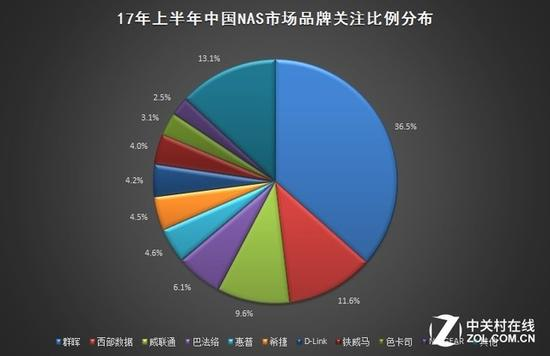 17年上半年中国NAS市场品牌关注比例分布
13.1%
2.5%
3.1%
36.5%
4.0%
4.2%
4.5%
4.6%
6.1%
9.6%
11.6%
中关村在线
ZOL.COM.CN
群晖 西部数据 威联通 巴法络 惠普 希捷 D-Link 铁威马 色卡司